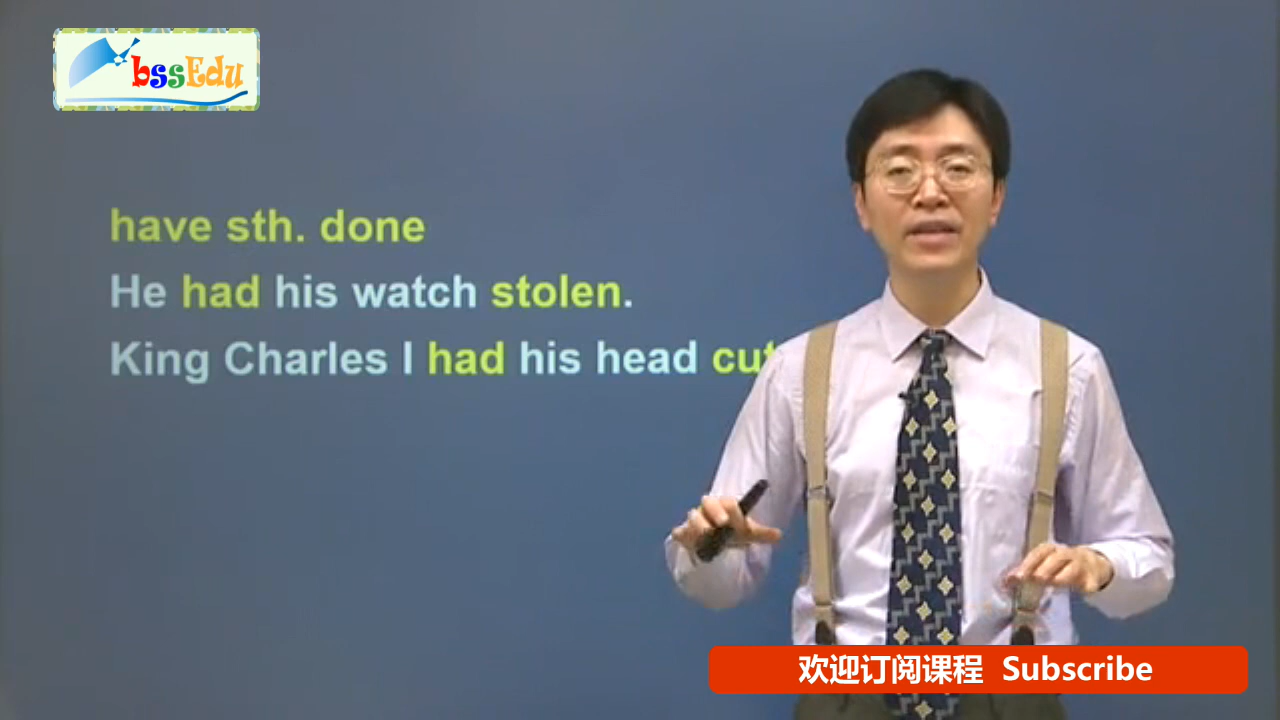 bssEdu
have sth. done
He had his watch stolen.
King Charles I had his head cut
欢迎订阅课程 Subscribe